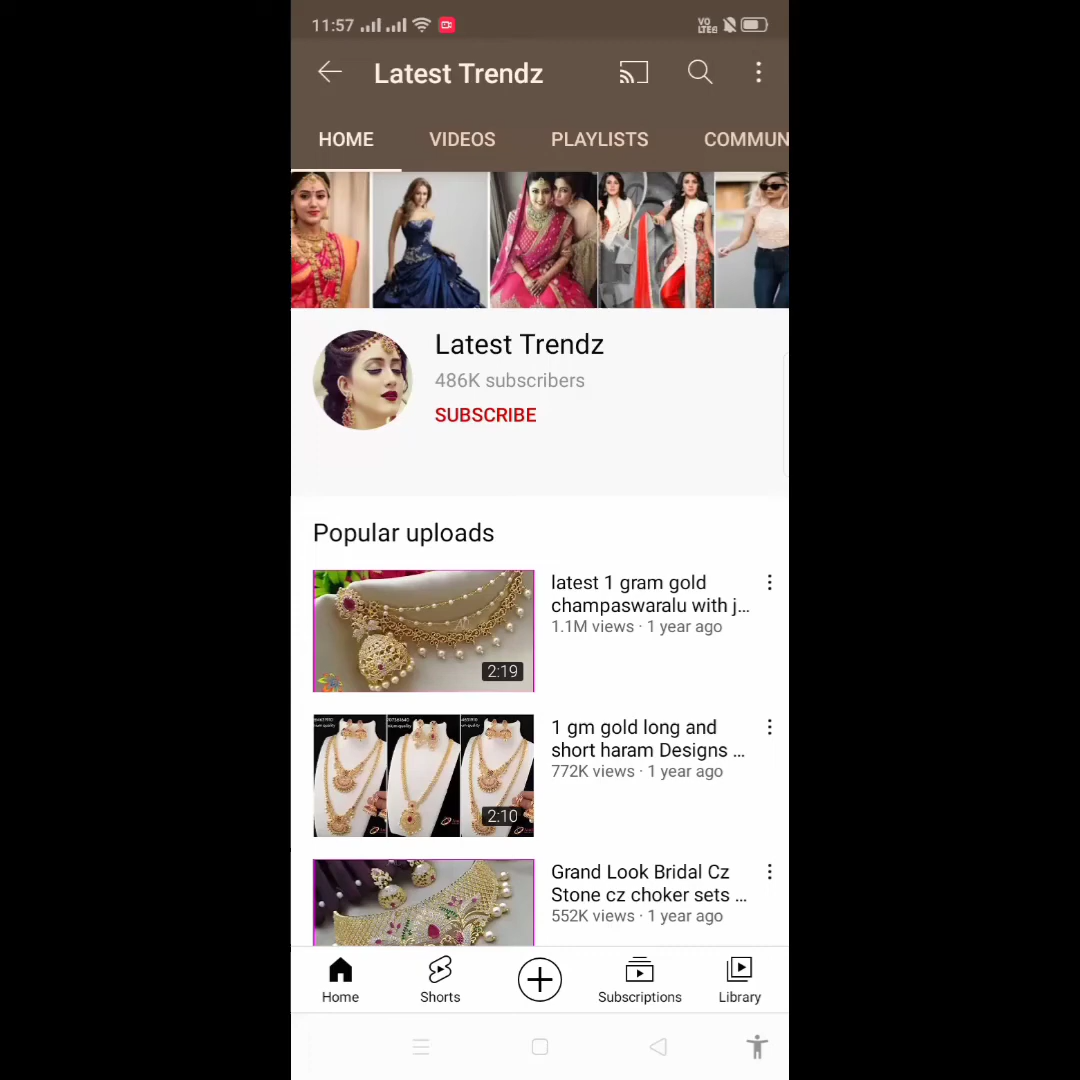 11:57
VO
LTE
Latest Trendz
HOME VIDEOS PLAYLISTS COMMUN
Latest Trendz
486K subscribers
SUBSCRIBE
Popular uploads
latest 1 gram gold
champaswaralu with j...
1.1M views · 1 year ago
2:19
1 gm gold long and
short haram Designs ...
772K views · 1 year ago
2:10
Grand Look Bridal Cz
Stone cz choker sets ...
552K views · 1 year ago
Home Shorts Subscriptions Library